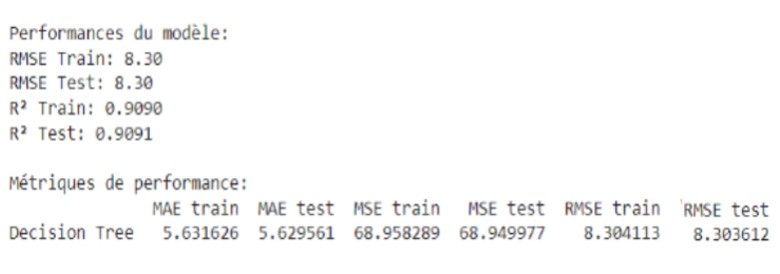 Performances du modèle:
RMSE Train: 8.30
RMSE Test: 8.30
R² Train: 0.9090
R² Test: 0.9091
Métriques de performance:
MAE train MAE test MSE train MSE test RMSE train RMSE test
Decision Tree 5.631626 5.629561 68.958289 68.949977 8.304113 8.303612